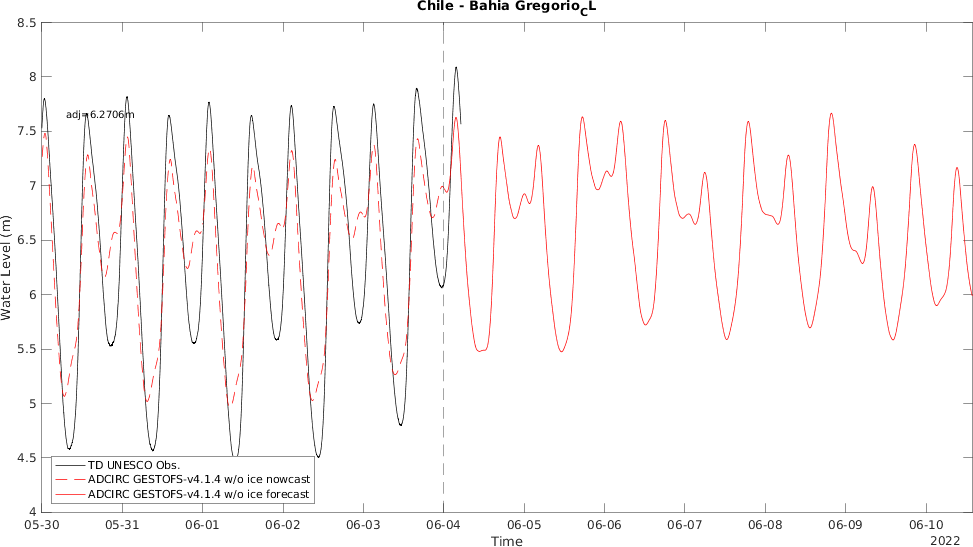 Chile - Bahia Gregorio_CL
8.5
8
7.5
7
6.5
6
5.5
5
4.5
4
Water Level (m)
adj=6.2706m
TD UNESCO Obs.
ADCIRC GESTOFS-v4.1.4 w/o ice nowcast
ADCIRC GESTOFS-v4.1.4 w/o ice forecast
05-30 05-31 06-01 06-02 06-03 06-04 06-05 06-06 06-07 06-08 06-09 06-10
Time
2022